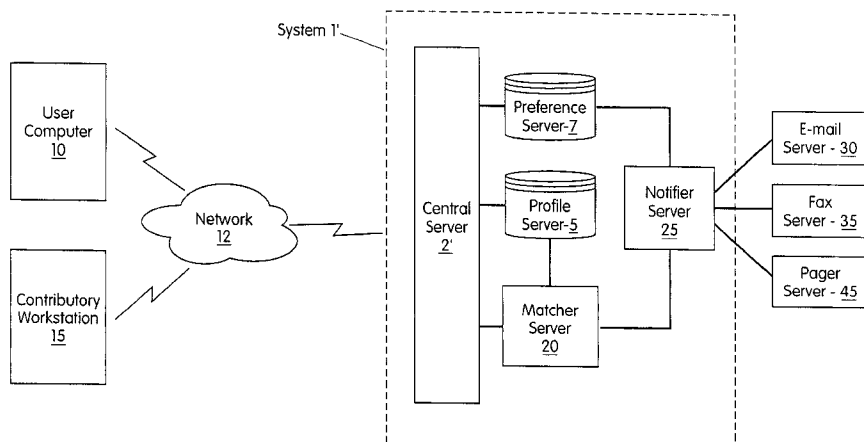 System 1'
User
Computer
10
Contributory
Workstation
15
Network
12
Central
Server
2'
Preference
Server-7
Profile
Server-5
Matcher
Server
20
Notifier
Server
25
E-mail
Server - 30
Fax
Server - 35
Pager
Server - 45